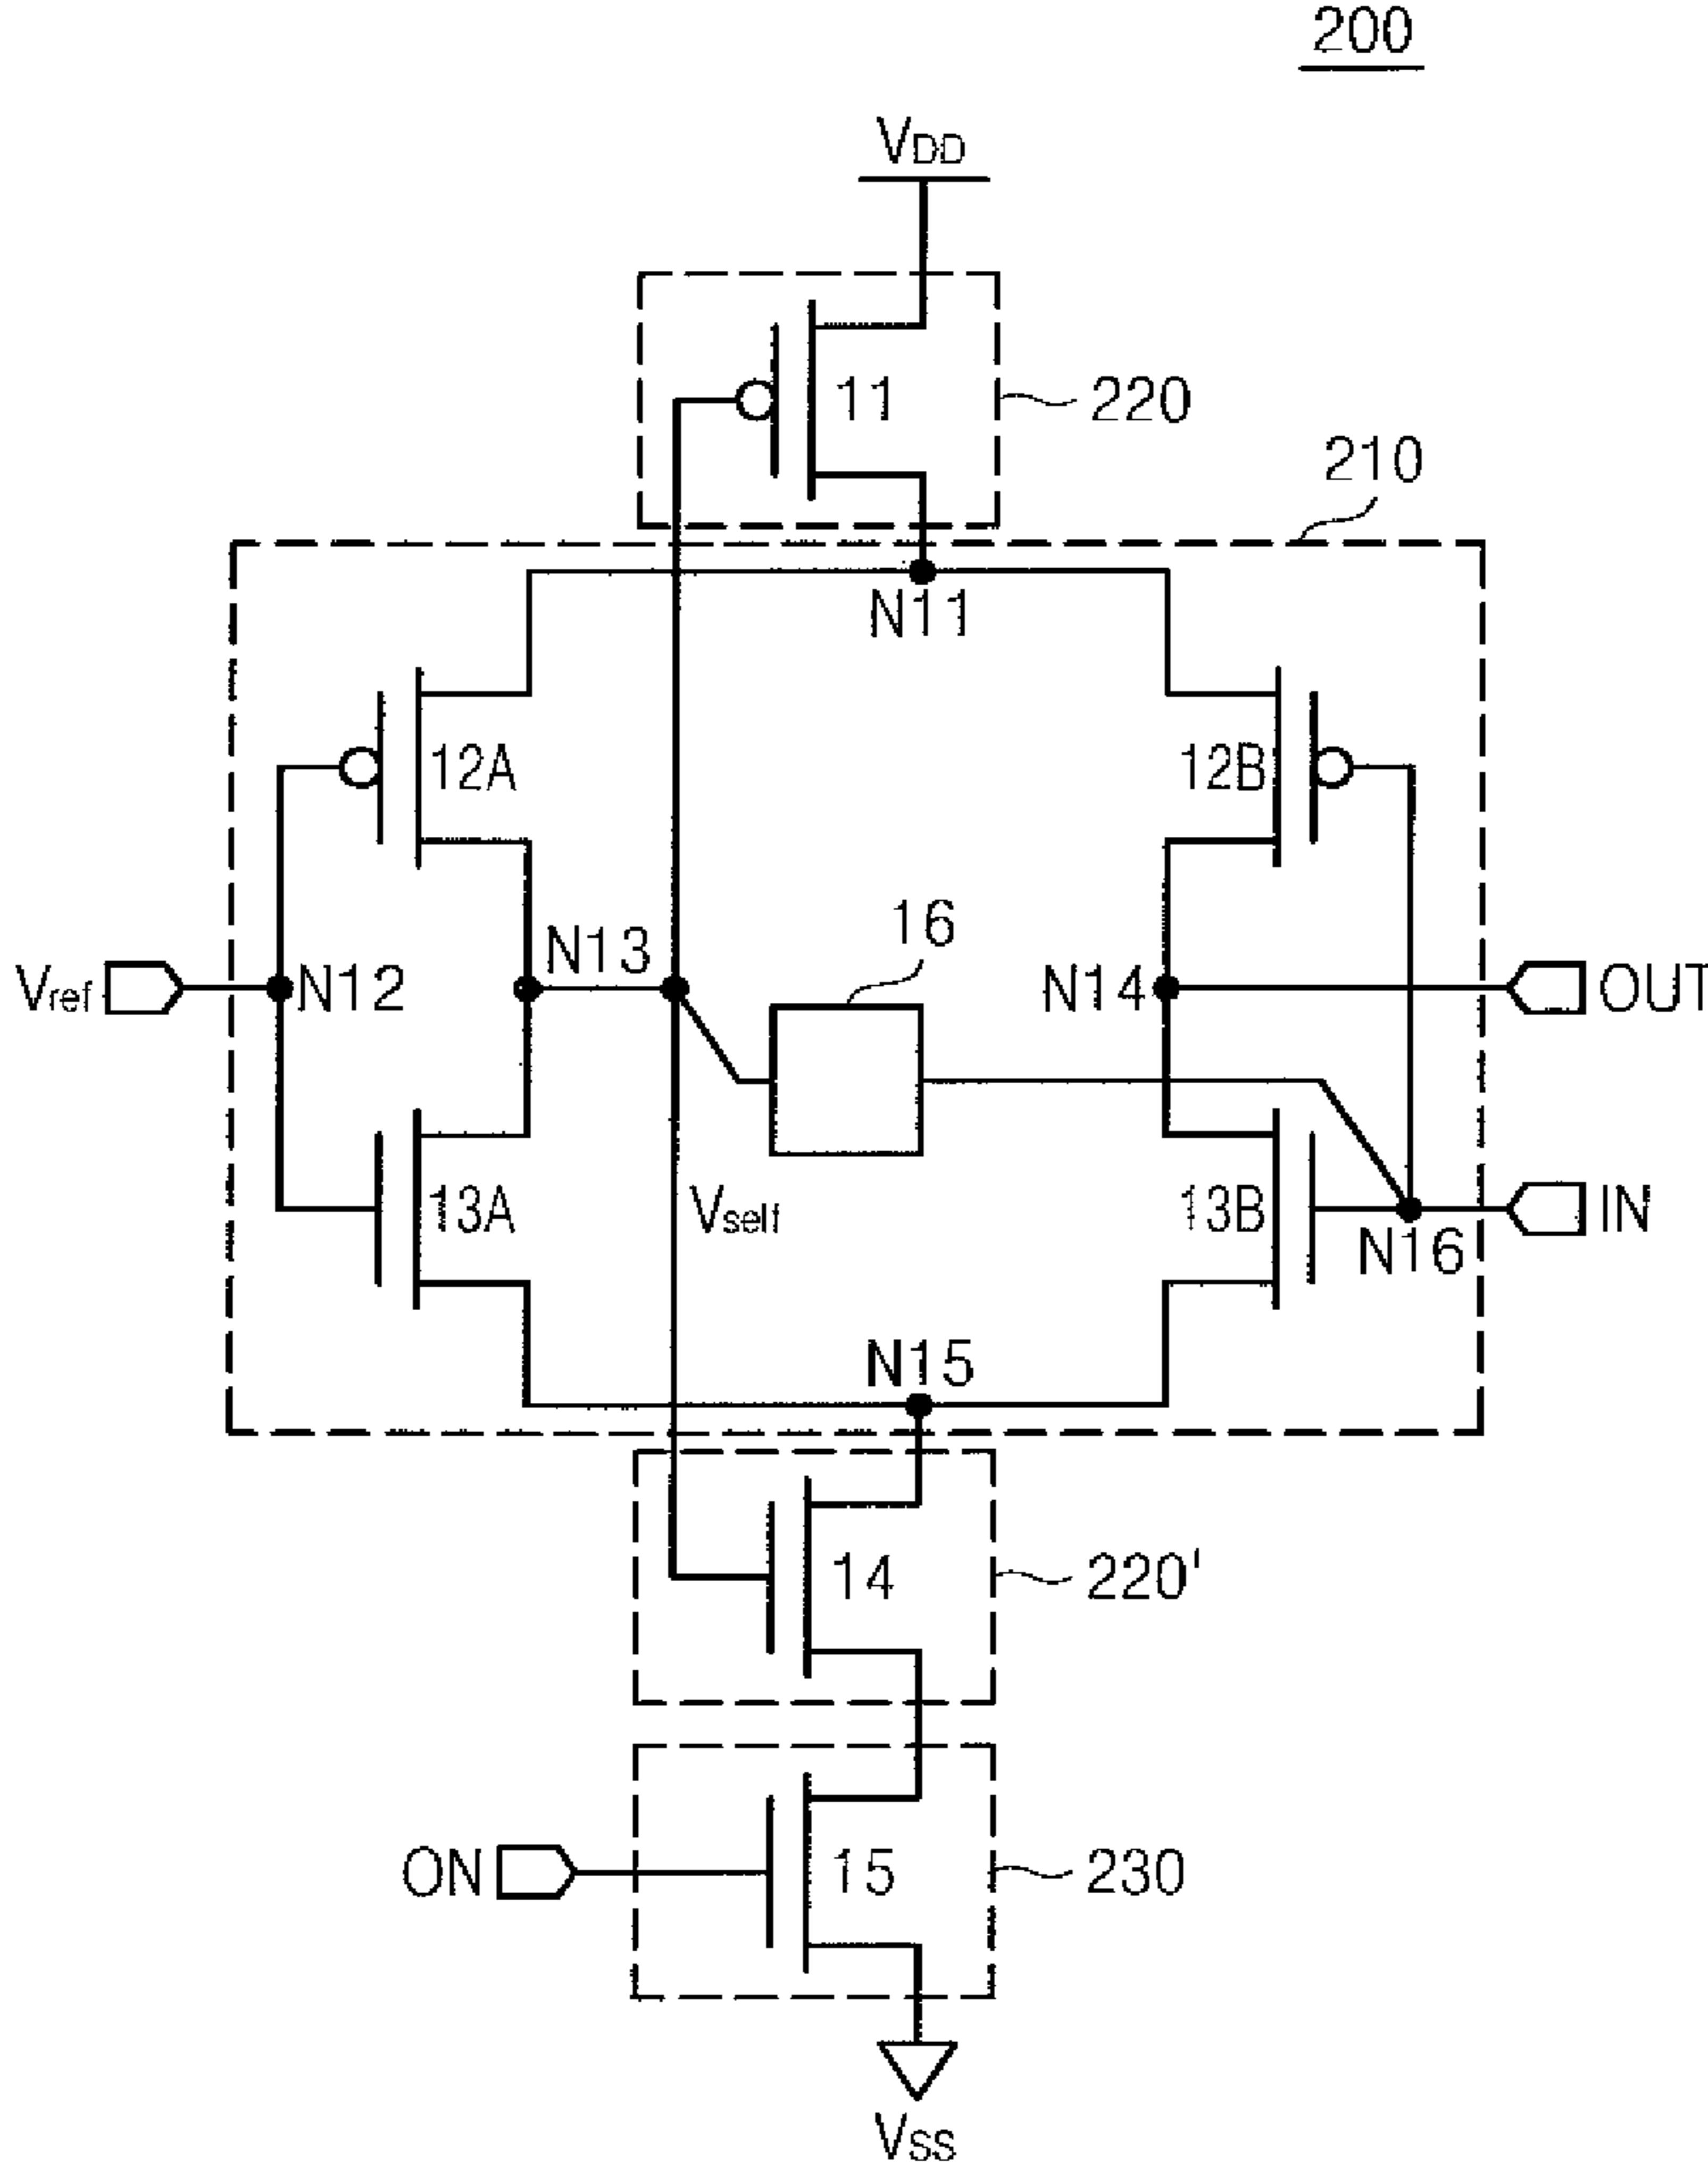 200
VDD
11
220
210
N11
12A
12B
16
N13
Vref
N12
N14
OUT
13A
Vself
13B
IN
N16
N15
14
220'
ON
15
230
VSS